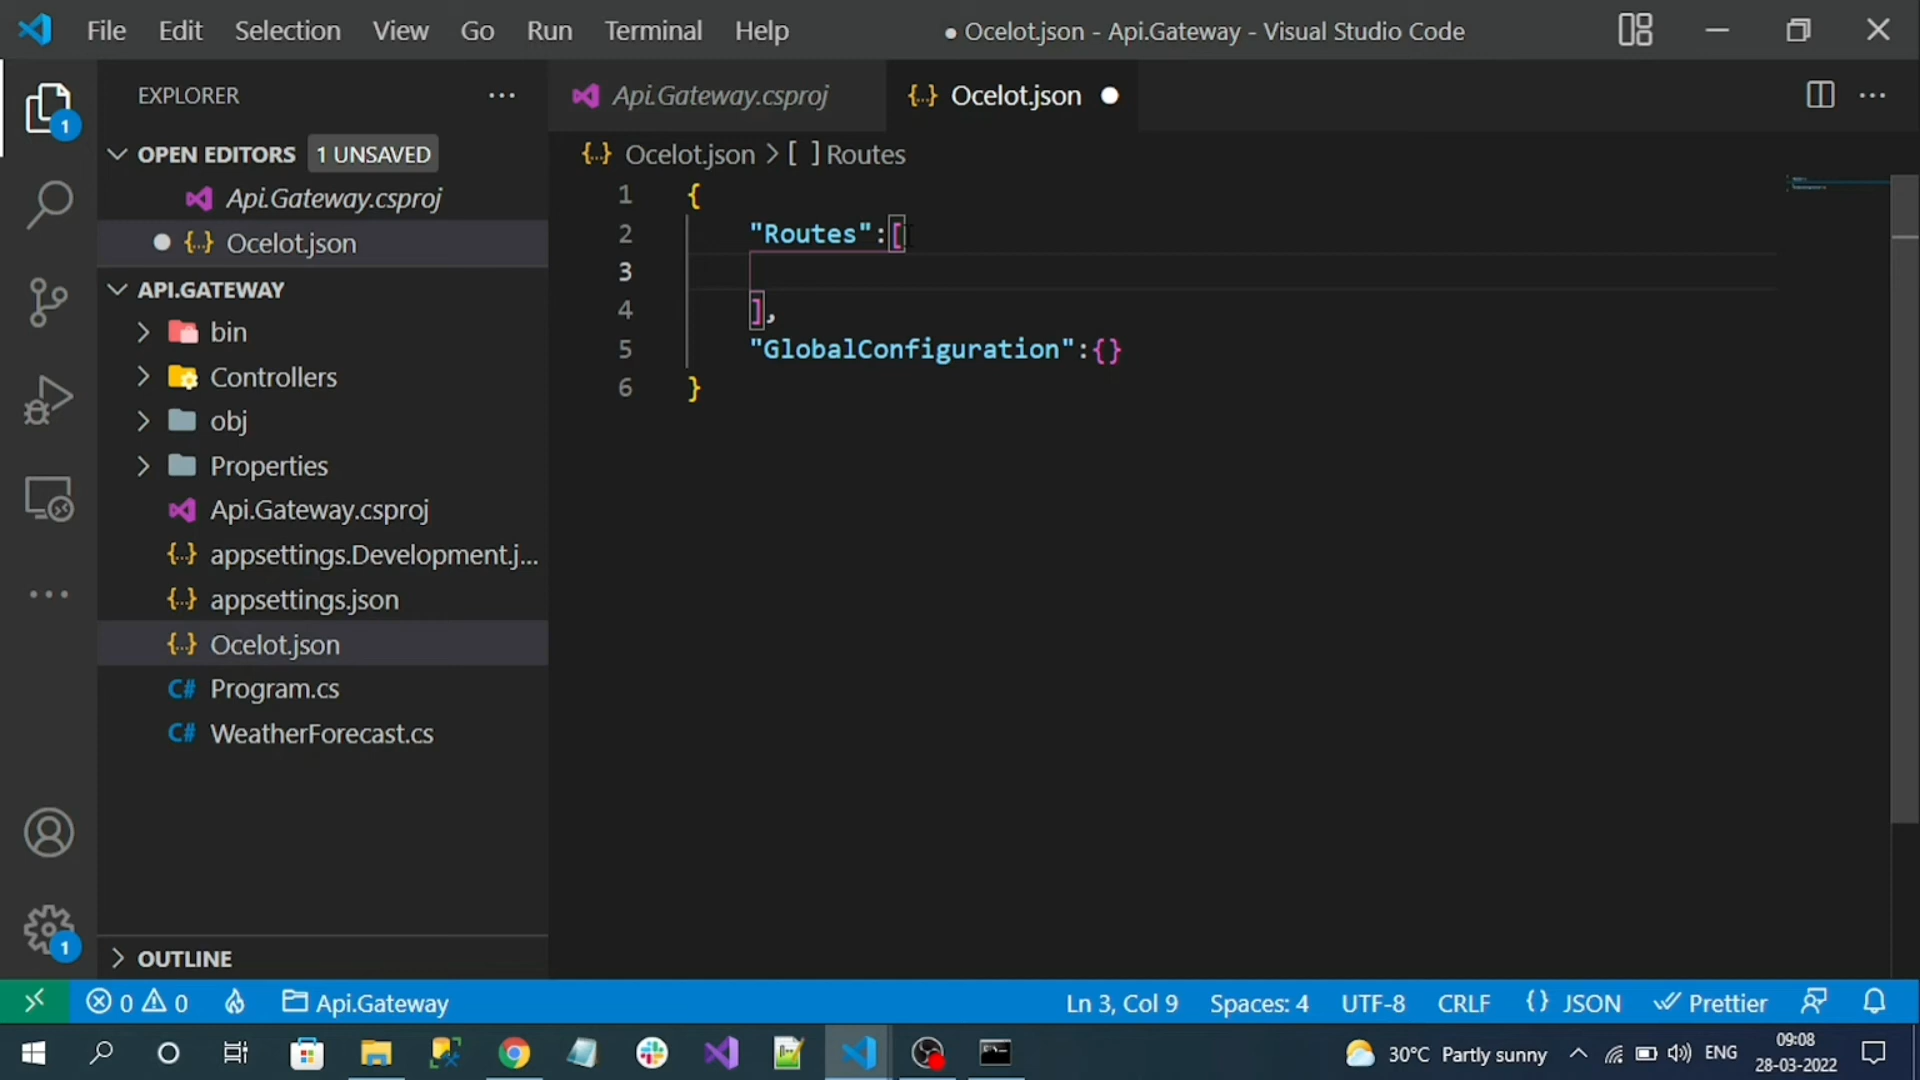 File Edit Selection View Go Run Terminal Help
● Ocelot.json - Api.Gateway - Visual Studio Code
EXPLORER
Api.Gateway.csproj
{..} Ocelot.json
OPEN EDITORS 1 UNSAVED
{..} Ocelot.json > [ ] Routes
Api.Gateway.csproj
{..} Ocelot.json
API.GATEWAY
bin
Controllers
obj
Properties
Api.Gateway.csproj
{..} appsettings.Development.j...
{..} appsettings.json
{..} Ocelot.json
C# Program.cs
C# WeatherForecast.cs
OUTLINE
1 {
2 "Routes":[
3
4 ],
5 "GlobalConfiguration":{}
6 }
1
1
0 0 Api.Gateway
Ln 3, Col 9 Spaces: 4 UTF-8 CRLF {} JSON Prettier
30°C Partly sunny ENG
09:08
28-03-2022